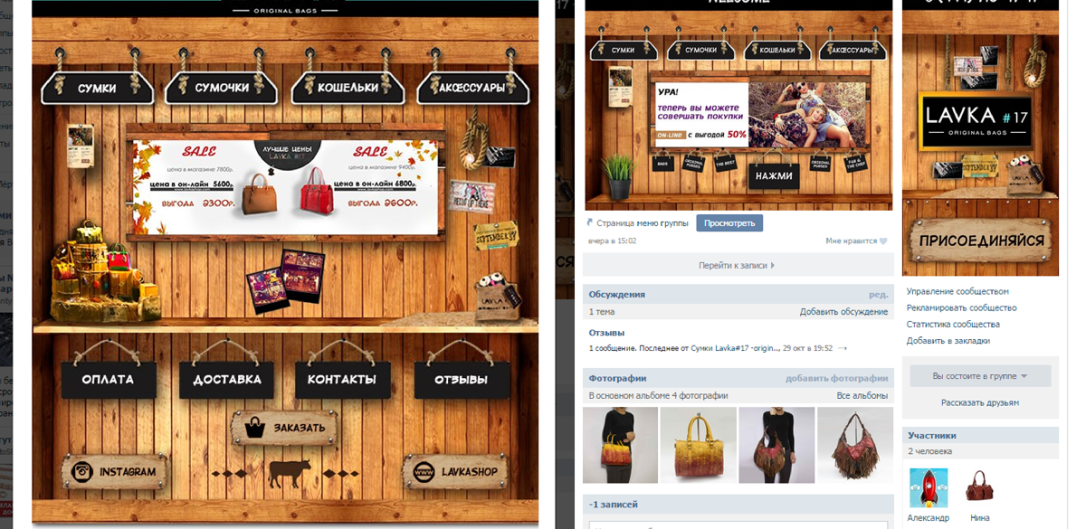 ORIGINAL BAGS
СУМКИ
СУМОЧКИ
КОШЕЛЬКИ
АКСЕССУАРЫ
SALE
ЛУЧШИЕ ЦЕНЫ
SALE
цена в магазине 7800р.
цена в магазине 9400р.
цена в он-лайн 5600р.
цена в он-лайн 6800р.
ВЫГОДА 2300р.
ВЫГОДА 2600р.
ОПЛАТА
ДОСТАВКА
КОНТАКТЫ
ОТЗЫВЫ
ЗАКАЗАТЬ
INSTAGRAM
WWW
LAVKASHOP
СУМКИ
СУМОЧКИ
КОШЕЛЬКИ
АКСЕССУАРЫ
УРА!
ТЕПЕРЬ ВЫ МОЖЕТЕ
СОВЕРШАТЬ ПОКУПКИ
ON-LINE С ВЫГОДОЙ 50%
НАЖМИ
Страница меню группы
Просмотреть
вчера в 15:02
Мне нравится
Перейти к записи
Обсуждения
ред.
1 тема
Добавить обсуждение
Отзывы
1 сообщение. Последнее от Сумки Lavka#17 -origin.., 29 окт в 19:52 →
Фотографии
добавить фотографии
В основном альбоме 4 фотографии
Все альбомы
-1 записей
LAVKA #17
ORIGINAL BAGS
ПРИСОЕДИНЯЙСЯ
Управление сообществом
Рекламировать сообщество
Статистика сообщества
Добавить в закладки
Вы состоите в группе
Рассказать друзьям
Участники
2 человека
Александр
Нина